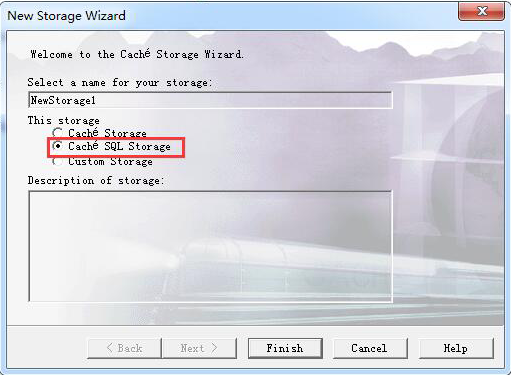 New Storage Wizard
Welcome to the Caché Storage Wizard.
Select a name for your storage:
NewStorage1
This storage
Caché Storage
Caché SQL Storage
Custom Storage
Description of storage:
< Back Next > Finish Cancel Help